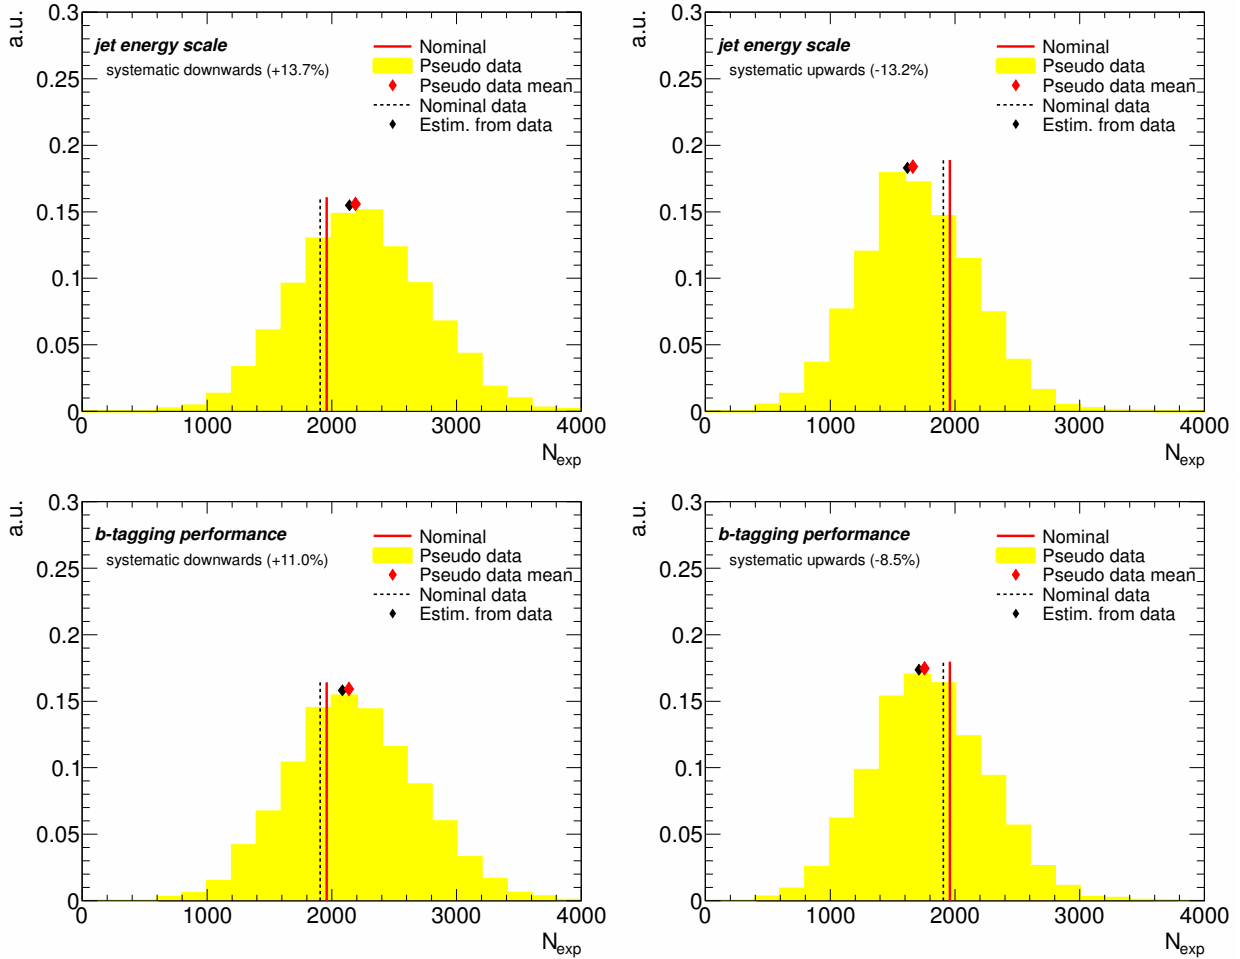 a.u.
0.3
0.25
0.2
0.15
0.1
0.05
0
jet energy scale
systematic downwards (+13.7%)
Nominal
Pseudo data
Pseudo data mean
Nominal data
Estim. from data
0 1000 2000 3000 4000
Nexp
a.u.
0.3
0.25
0.2
0.15
0.1
0.05
0
jet energy scale
systematic upwards (-13.2%)
Nominal
Pseudo data
Pseudo data mean
Nominal data
Estim. from data
0 1000 2000 3000 4000
Nexp
a.u.
0.3
0.25
0.2
0.15
0.1
0.05
0
b-tagging performance
systematic downwards (+11.0%)
Nominal
Pseudo data
Pseudo data mean
Nominal data
Estim. from data
0 1000 2000 3000 4000
Nexp
a.u.
0.3
0.25
0.2
0.15
0.1
0.05
0
b-tagging performance
systematic upwards (-8.5%)
Nominal
Pseudo data
Pseudo data mean
Nominal data
Estim. from data
0 1000 2000 3000 4000
Nexp